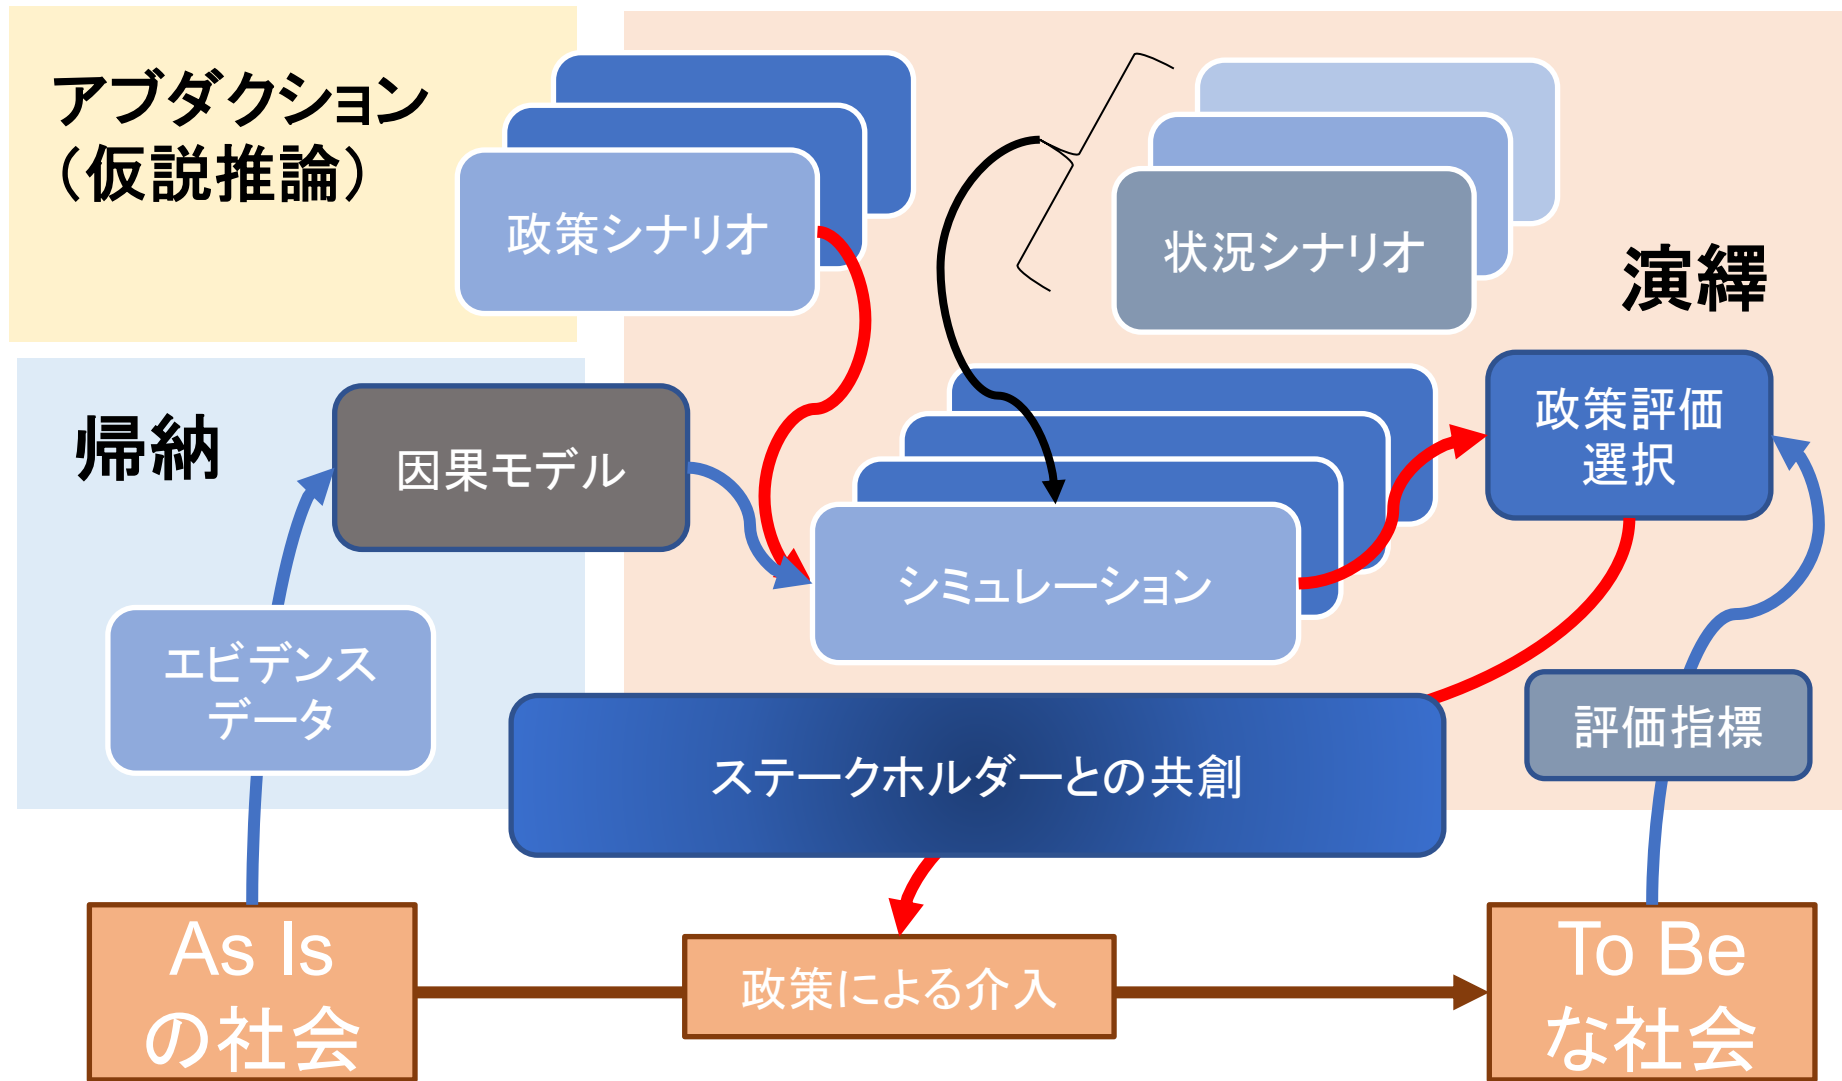 アブダクション
（仮説推論）
政策シナリオ
状況シナリオ
演繹
帰納
因果モデル
政策評価
選択
シミュレーション
エビデンス
データ
評価指標
ステークホルダーとの共創
As Is
の社会
政策による介入
To Be
な社会